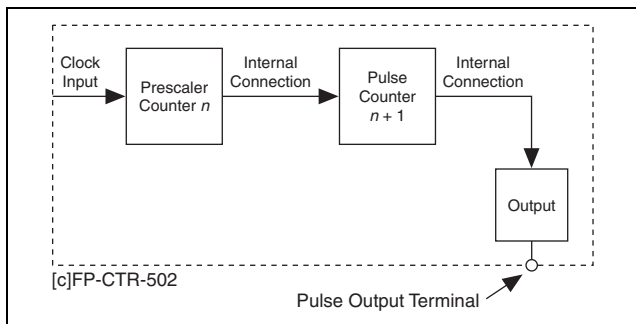 Clock
Input
Prescaler
Counter n
Internal
Connection
Pulse
Counter
n + 1
Internal
Connection
Output
[c]FP-CTR-502
Pulse Output Terminal